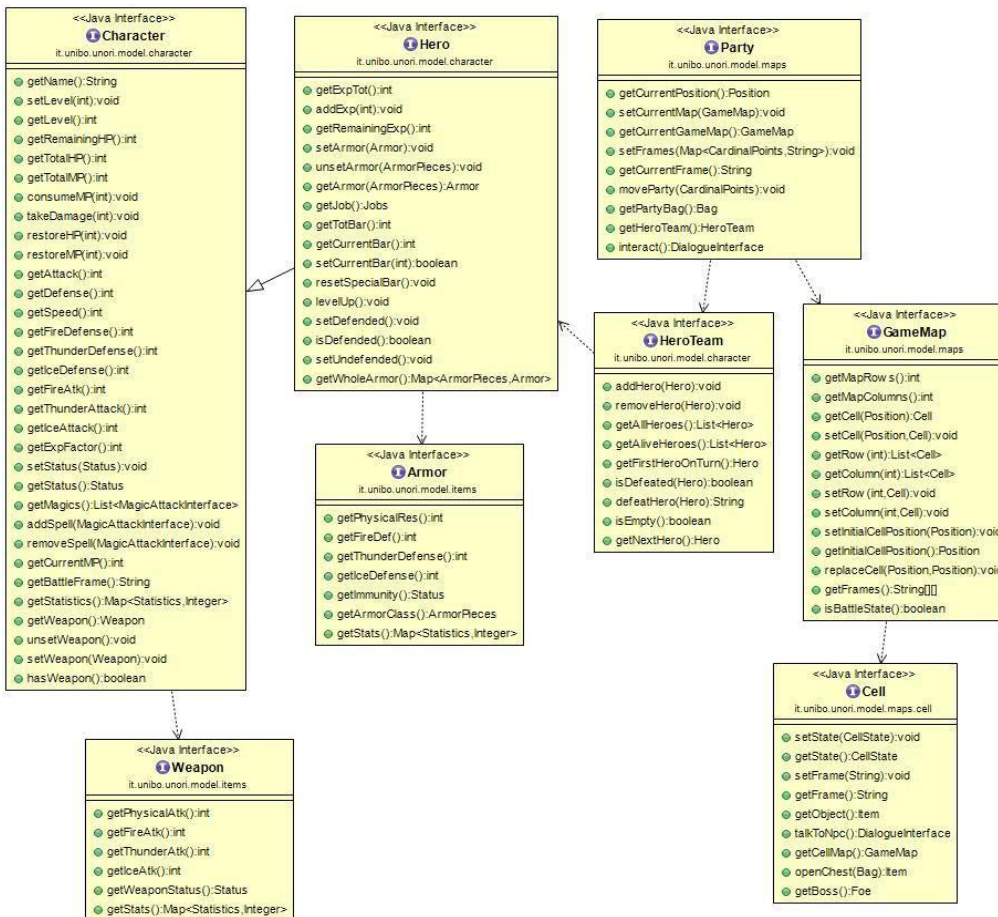 <<Java Interface>>
Character
it.unibo.unori.model.character
getName():String
setLevel(int):void
getLevel():int
getRemainingHP():int
getTotalHP():int
getTotalMP():int
consumeMP(int):void
takeDamage(int):void
restoreHP(int):void
restoreMP(int):void
getAttack():int
getDefense():int
getSpeed():int
getFireDefense():int
getThunderDefense():int
getIceDefense():int
getFireAtk():int
getThunderAttack():int
getIceAttack():int
getExpFactor():int
setStatus(Status):void
getStatus():Status
getMagics():List<MagicAttackInterface>
addSpell(MagicAttackInterface):void
removeSpell(MagicAttackInterface):void
getCurrentMP():int
getBattleFrame():String
getStatistics():Map<Statistics,Integer>
getWeapon():Weapon
unsetWeapon():void
setWeapon(Weapon):void
hasWeapon():boolean
<<Java Interface>>
Hero
it.unibo.unori.model.character
getExpTot():int
addExp(int):void
getRemainingExp():int
setArmor(Armor):void
unsetArmor(ArmorPieces):void
getArmor(ArmorPieces):Armor
getJob():Jobs
getTotBar():int
getCurrentBar():int
setCurrentBar(int):boolean
resetSpecialBar():void
levelUp():void
setDefended():void
isDefended():boolean
setUndefended():void
getWholeArmor():Map<ArmorPieces,Armor>
<<Java Interface>>
Party
it.unibo.unori.model.maps
getCurrentPosition():Position
setCurrentMap(GameMap):void
getCurrentGameMap():GameMap
setFrames(Map<CardinalPoints,String>):void
getCurrentFrame():String
moveParty(CardinalPoints):void
getPartyBag():Bag
getHeroTeam():HeroTeam
interact():DialogueInterface
<<Java Interface>>
HeroTeam
it.unibo.unori.model.character
addHero(Hero):void
removeHero(Hero):void
getAllHeroes():List<Hero>
getAliveHeroes():List<Hero>
getFirstHeroOnTurn():Hero
isDefeated(Hero):boolean
defeatHero(Hero):String
isEmpty():boolean
getNextHero():Hero
<<Java Interface>>
GameMap
it.unibo.unori.model.maps
getMapRows():int
getMapColumns():int
getCell(Position):Cell
setCell(Position,Cell):void
getRow(int):List<Cell>
getColumn(int):List<Cell>
setRow(int,Cell):void
setColumn(int,Cell):void
setInitialCellPosition(Position):void
getInitialCellPosition():Position
replaceCell(Position,Position):void
getFrames():String[][]
isBattleState():boolean
<<Java Interface>>
Armor
it.unibo.unori.model.items
getPhysicalRes():int
getFireDef():int
getThunderDefense():int
getIceDefense():int
getImmunity():Status
getArmorClass():ArmorPieces
getStats():Map<Statistics,Integer>
<<Java Interface>>
Cell
it.unibo.unori.model.maps.cell
setState(CellState):void
getState():CellState
setFrame(String):void
getFrame():String
getObject():Item
talkToNpc():DialogueInterface
getCellMap():GameMap
openChest(Bag):Item
getBoss():Foe
<<Java Interface>>
Weapon
it.unibo.unori.model.items
getPhysicalAtk():int
getFireAtk():int
getThunderAtk():int
getIceAtk():int
getWeaponStatus():Status
getStats():Map<Statistics,Integer>